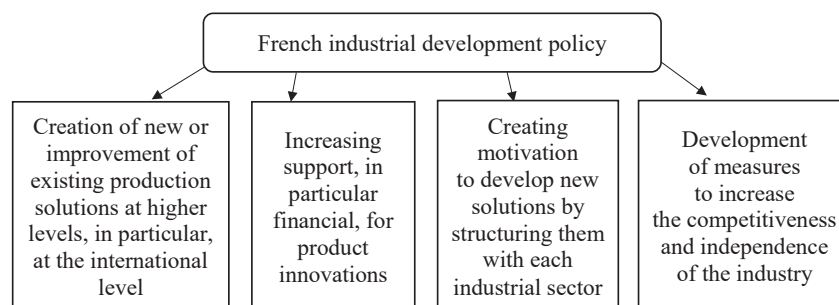 French industrial development policy
Creation of new or
improvement of
existing production
solutions at higher
levels, in particular,
at the international
level
Increasing
support, in
particular
financial, for
product
innovations
Creating
motivation
to develop new
solutions by
structuring them
with each
industrial sector
Development
of measures
to increase
the competitiveness
and independence
of the industry